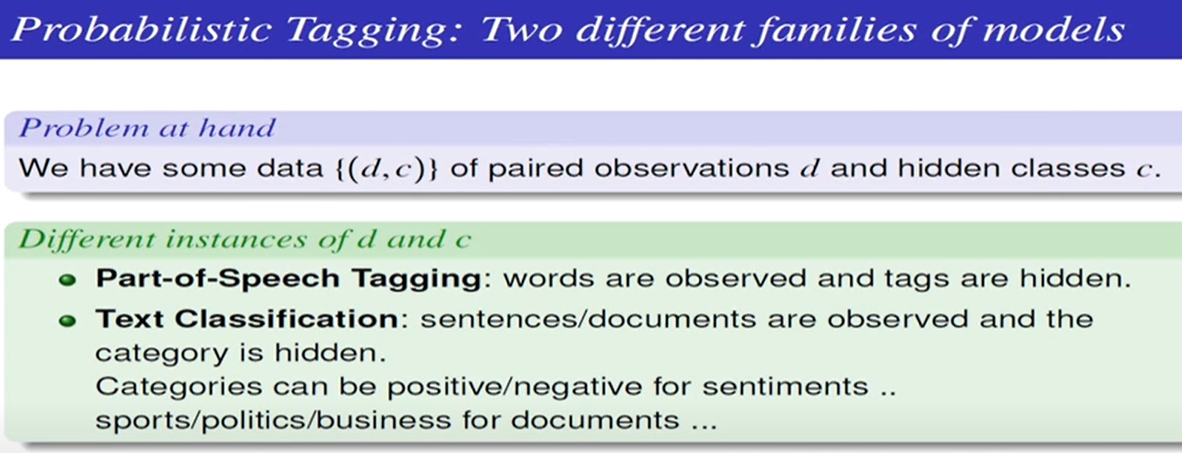 Probabilistic Tagging: Two different families of models
Problem at hand
We have some data {(d,c)} of paired observations d and hidden classes c.
Different instances of d and c
Part-of-Speech Tagging: words are observed and tags are hidden.
Text Classification: sentences/documents are observed and the
category is hidden.
Categories can be positive/negative for sentiments ..
sports/politics/business for documents ...